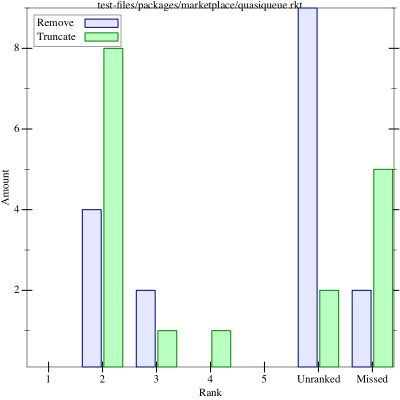 test-files/packages/marketplace/quasiqueue.rkt
Remove
Truncate
8
6
4
2
Amount
1 2 3 4 5 Unranked Missed
Rank